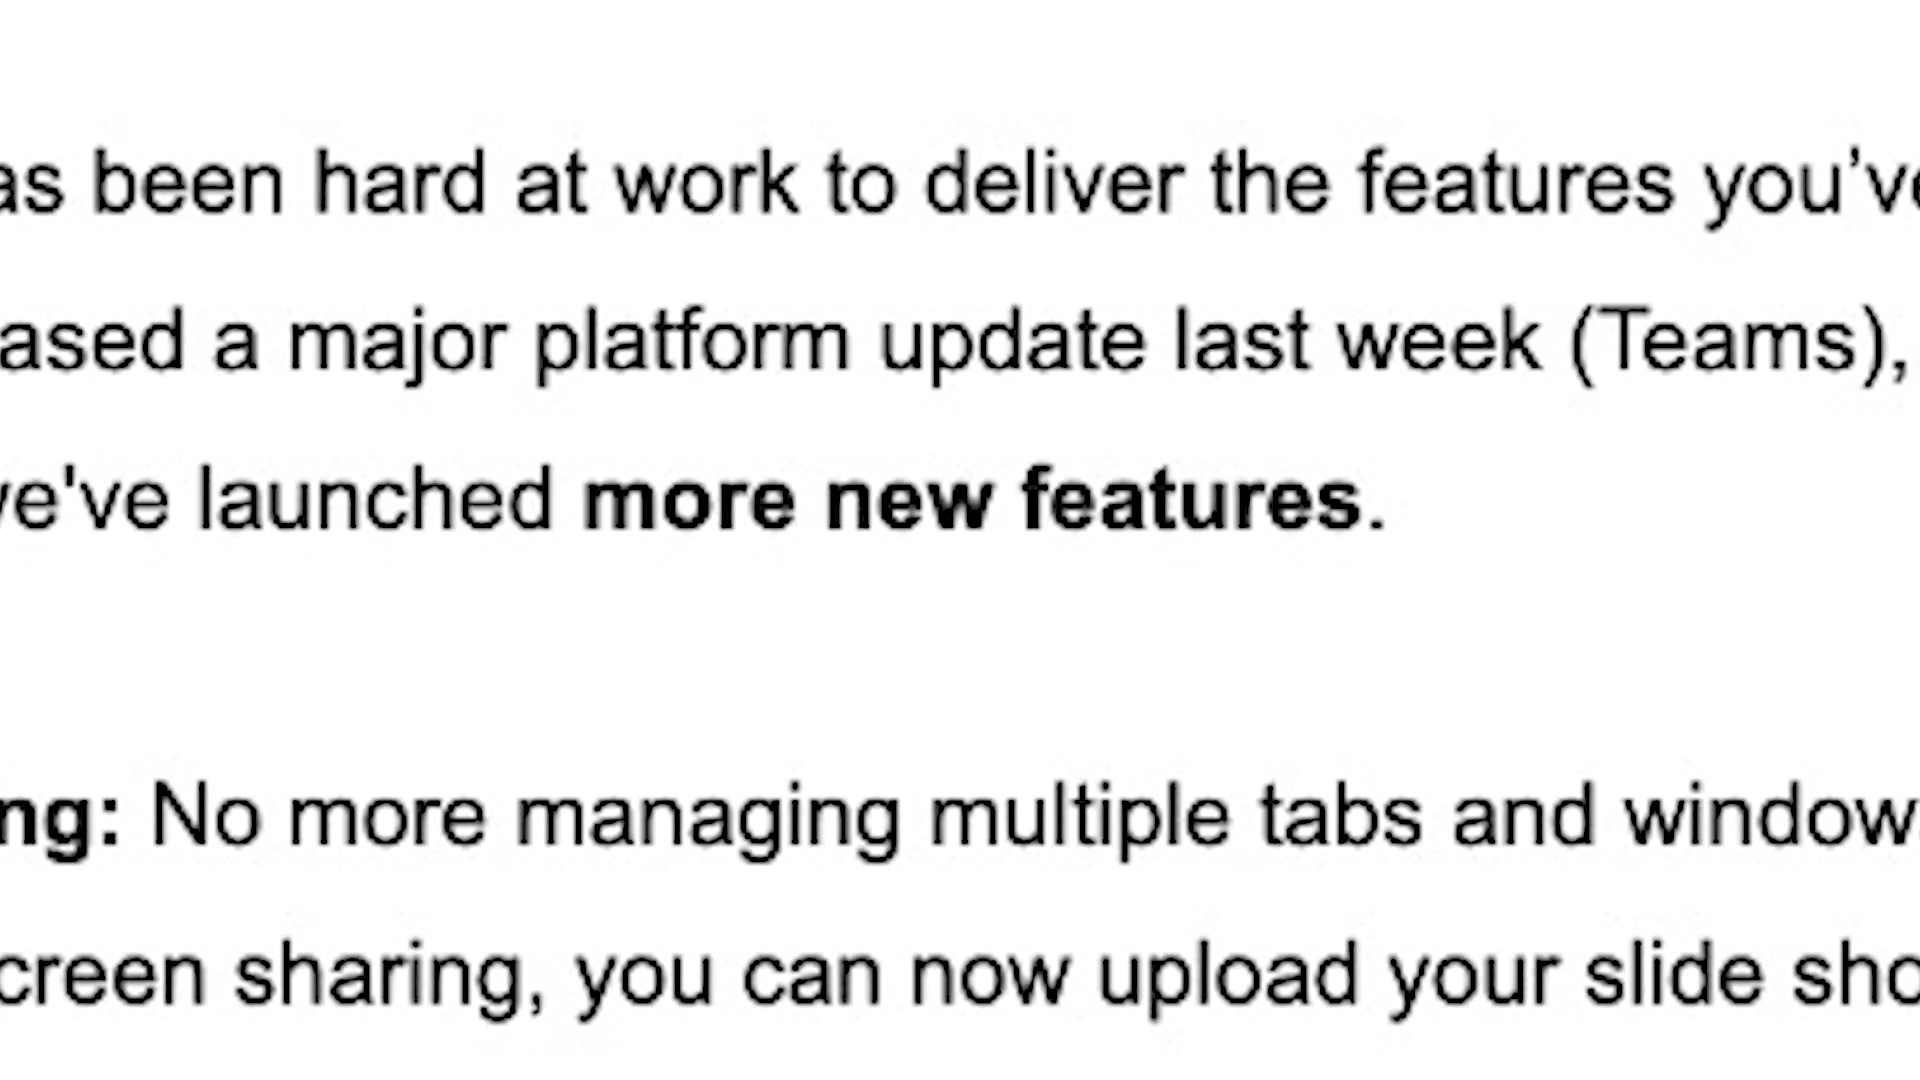 as been hard at work to deliver the features you’ve
ased a major platform update last week (Teams),
we've launched more new features.
ng: No more managing multiple tabs and window
creen sharing, you can now upload your slide sho